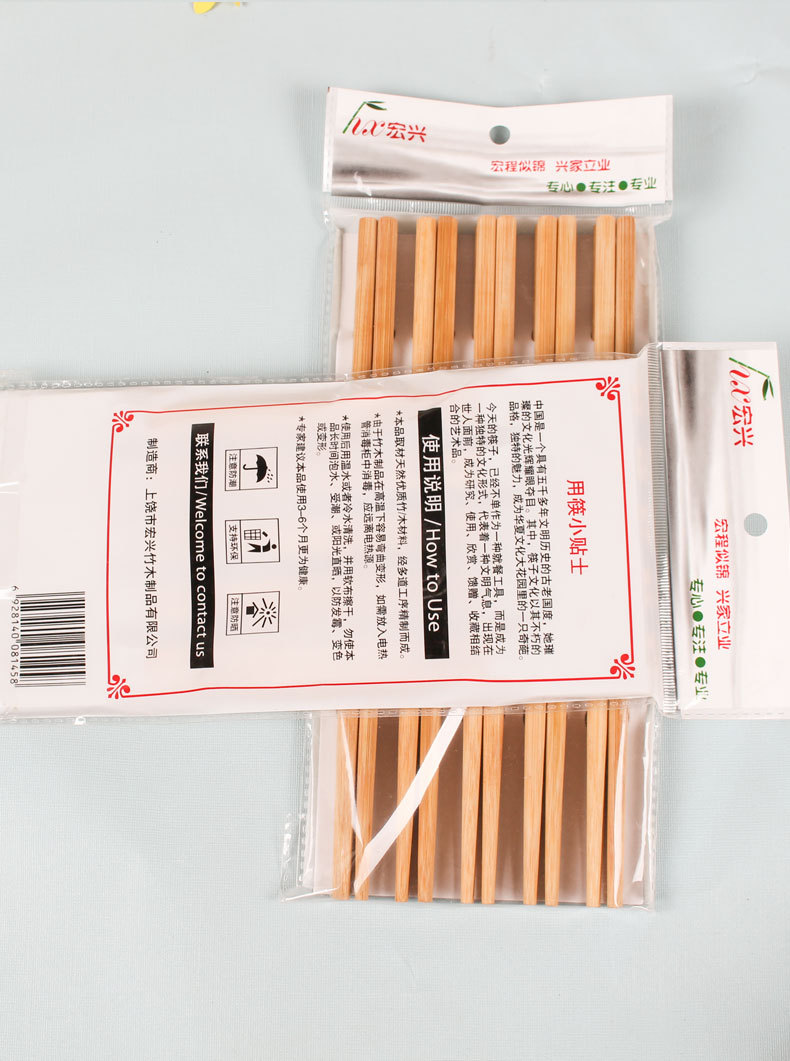 hx宏兴
宏程似锦 兴家立业
专心●专注●专业
hx宏兴
宏程似锦 兴家立业
专心●专注●专业
用筷小贴士
中国是一个具有五千多年文明历史的古老国度，她璀
璨的文化光辉耀眼夺目。其中，筷子文化以其不朽的
品格，独特的魅力，成为华夏文化大花园里的一只奇葩。
今天的筷子，已经不单作为一种就餐工具，而是成为
一种独特的文化形式，代表着一种文明气息，出现在
世人面前，成为研究、使用、欣赏、馈赠、收藏相结
合的艺术品。
使用说明/How to Use
★本品取材天然优质竹/木材料，经多道工序精制而成。
★由于竹木制品在高温下容易弯曲变形，如需放入电热
管消毒柜中消毒，应远离电热源。
★使用后用温水或者冷水清洗，并用软布擦干，勿使本
品长时间泡水、受潮、或阳光直晒，以防发霉、变色
或变形。
★专家建议本品使用3-6个月更为健康。
注意防潮
支持环保
注意防晒
联系我们/Welcome to contact us
制造商：上饶市宏兴竹木制品有限公司
6928140081458